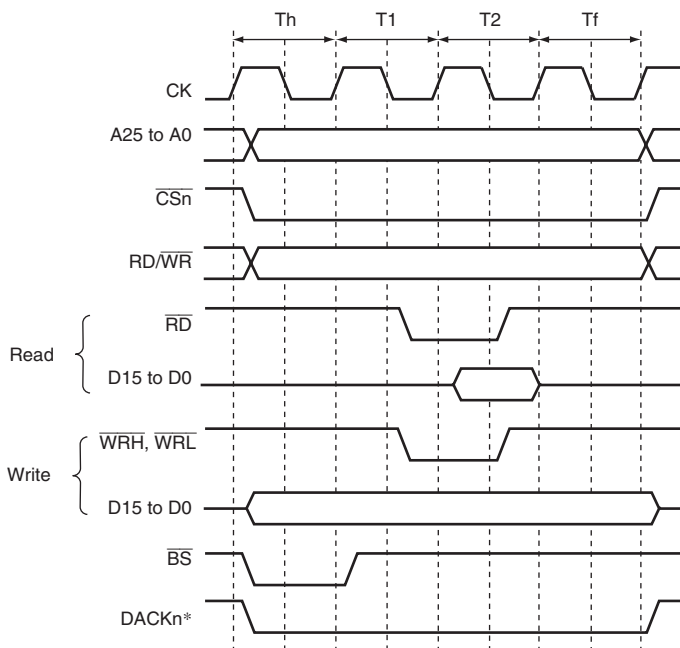 Th T1 T2 Tf
CK
A25 to A0
CSn
RD/WR
RD
Read
D15 to D0
WRH, WRL
Write
D15 to D0
BS
DACKn*